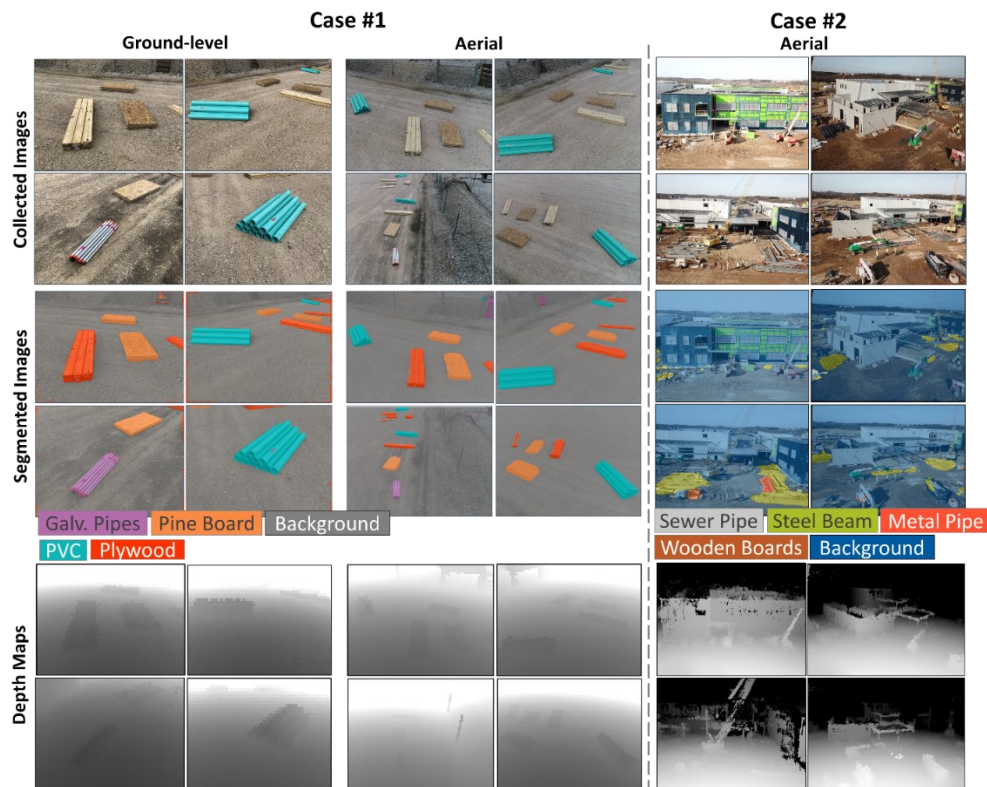 Case #1
Case #2
Ground-level
Aerial
Aerial
Collected Images
Segmented Images
Galv. Pipes Pine Board Background
PVC Plywood
Sewer Pipe Steel Beam Metal Pipe
Wooden Boards Background
Depth Maps